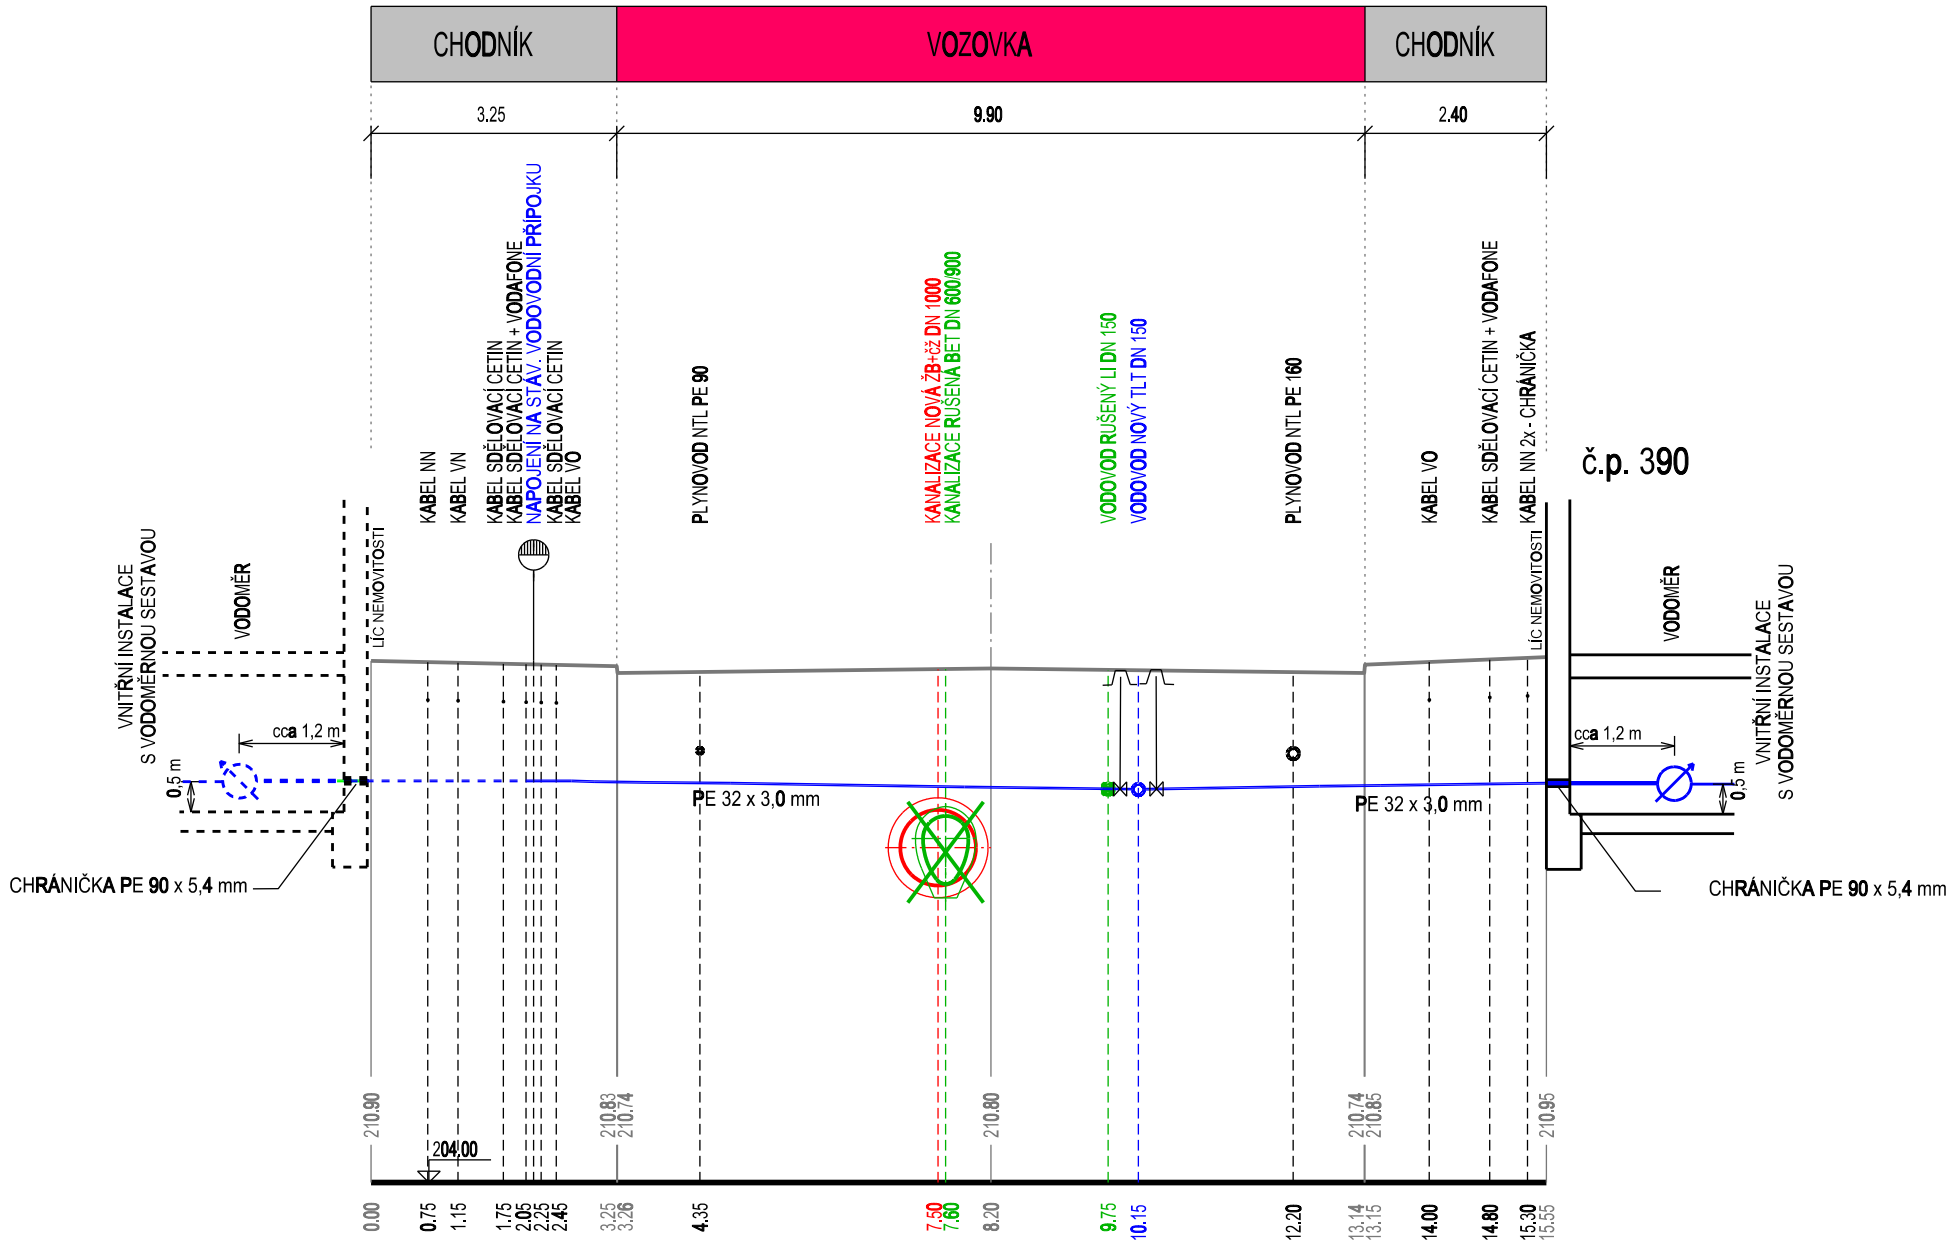 CHODNÍK
VOZOVKA
CHODNÍK
3.25
9.90
2.40
KABEL NN
KABEL VN
KABEL SDĚLOVACÍ CETIN
KABEL SDĚLOVACÍ CETIN + VODAFONE
NAPOJENÍ NA STÁV. VODOVODNÍ PŘÍPOJKU
KABEL SDĚLOVACÍ CETIN
KABEL VO
PLYNOVOD NTL PE 90
KANALIZACE NOVÁ ŽB+čž DN 1000
KANALIZACE RUŠENÁ BET DN 600/900
VODOVOD RUŠENÝ LI DN 150
VODOVOD NOVÝ TLT DN 150
PLYNOVOD NTL PE 160
KABEL VO
KABEL SDĚLOVACÍ CETIN + VODAFONE
KABEL NN 2x - CHRÁNIČKA
č.p. 390
VNITŘNÍ INSTALACE
S VODOMĚRNOU SESTAVOU
VODOMĚR
LÍC NEMOVITOSTI
LÍC NEMOVITOSTI
VODOMĚR
VNITŘNÍ INSTALACE
S VODOMĚRNOU SESTAVOU
cca 1,2 m
cca 1,2 m
0,5 m
0,5 m
PE 32 x 3,0 mm
PE 32 x 3,0 mm
CHRÁNIČKA PE 90 x 5,4 mm
CHRÁNIČKA PE 90 x 5,4 mm
210.90
210.83
210.74
210.80
210.74
210.85
210.95
204.00
0.00
0.75
1.15
1.75
2.05
2.25
2.45
3.25
3.26
4.35
7.50
7.60
8.20
9.75
10.15
12.20
13.14
13.15
14.00
14.80
15.30
15.55